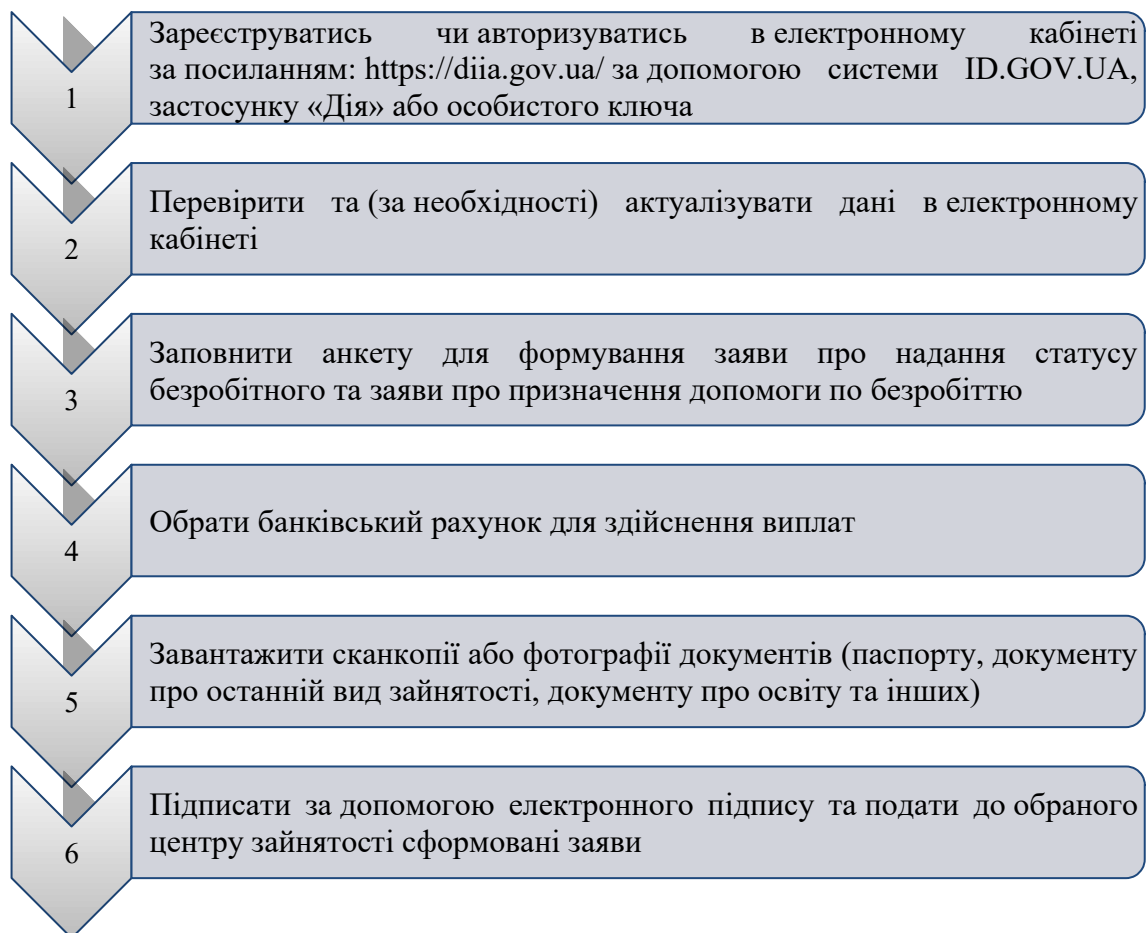 Зареєструватись чи авторизуватись в електронному кабінеті
за посиланням: https://diia.gov.ua/ за допомогою системи ID.GOV.UA,
застосунку «Дія» або особистого ключа
1
Перевірити та (за необхідності) актуалізувати дані в електронному
кабінеті
2
Заповнити анкету для формування заяви про надання статусу
безробітного та заяви про призначення допомоги по безробіттю
3
Обрати банківський рахунок для здійснення виплат
4
Завантажити сканкопії або фотографії документів (паспорту, документу
про останній вид зайнятості, документу про освіту та інших)
5
Підписати за допомогою електронного підпису та подати до обраного
центру зайнятості сформовані заяви
6